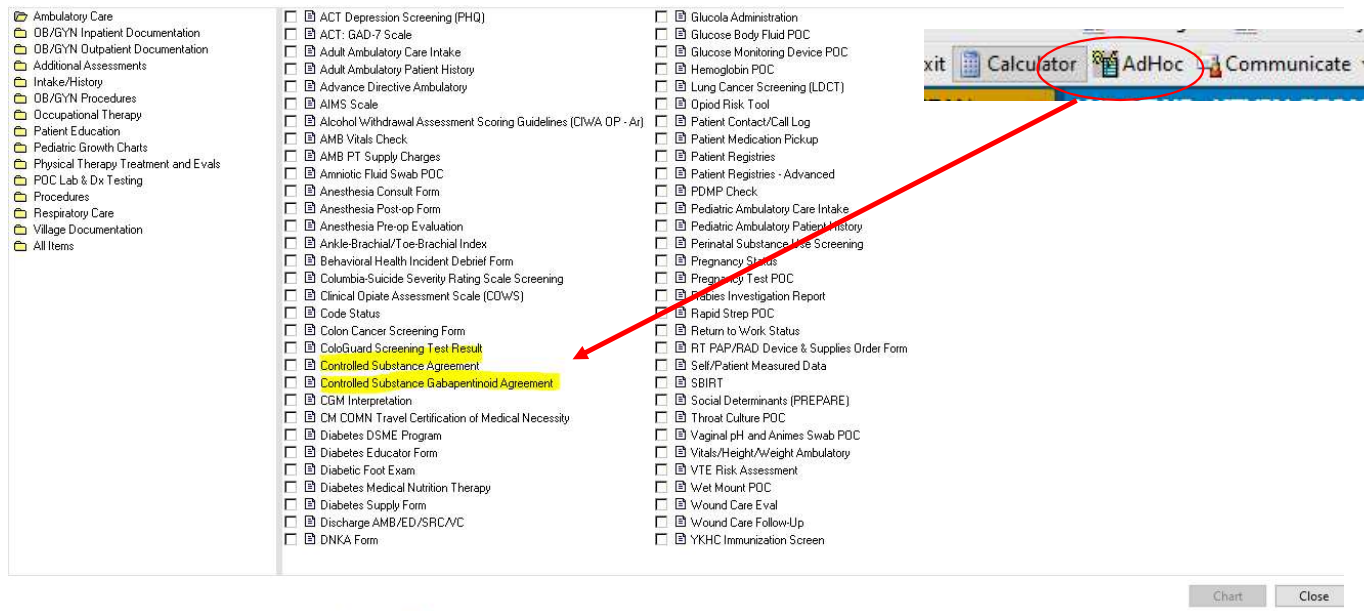 Ambulatory Care
OB/GYN Inpatient Documentation
OB/GYN Outpatient Documentation
Additional Assessments
Intake/History
OB/GYN Procedures
Occupational Therapy
Patient Education
Pediatric Growth Charts
Physical Therapy Treatment and Evals
POC Lab & Dx Testing
Procedures
Respiratory Care
Village Documentation
All Items
ACT Depression Screening (PHQ)
ACT: GAD-7 Scale
Adult Ambulatory Care Intake
Adult Ambulatory Patient History
Advance Directive Ambulatory
AIMS Scale
Alcohol Withdrawal Assessment Scoring Guidelines (CIWA OP - Ar)
AMB Vitals Check
AMB PT Supply Charges
Amniotic Fluid Swab POC
Anesthesia Consult Form
Anesthesia Post-op Form
Anesthesia Pre-op Evaluation
Ankle-Brachial/Toe-Brachial Index
Behavioral Health Incident Debrief Form
Columbia-Suicide Severity Rating Scale Screening
Clinical Opiate Assessment Scale (COWS)
Code Status
Colon Cancer Screening Form
ColoGuard Screening Test Result
Controlled Substance Agreement
Controlled Substance Gabapentinoid Agreement
CGM Interpretation
CM COMN Travel Certification of Medical Necessity
Diabetes DSME Program
Diabetes Educator Form
Diabetic Foot Exam
Diabetes Medical Nutrition Therapy
Diabetes Supply Form
Discharge AMB/ED/SRC/VC
DNKA Form
Glucola Administration
Glucose Body Fluid POC
Glucose Monitoring Device POC
Hemoglobin POC
Lung Cancer Screening (LDCT)
Opiod Risk Tool
Patient Contact/Call Log
Patient Medication Pickup
Patient Registries
Patient Registries - Advanced
PDMP Check
Pediatric Ambulatory Care Intake
Pediatric Ambulatory Patient History
Perinatal Substance Use Screening
Pregnancy Status
Pregnancy Test POC
Rabies Investigation Report
Rapid Strep POC
Return to Work Status
RT PAP/RAD Device & Supplies Order Form
Self/Patient Measured Data
SBIRT
Social Determinants (PREPARE)
Throat Culture POC
Vaginal pH and Amines Swab POC
Vitals/Height/Weight Ambulatory
VTE Risk Assessment
Wet Mount POC
Wound Care Eval
Wound Care Follow-Up
YKHC Immunization Screen
xit Calculator AdHoc Communicate
Chart Close